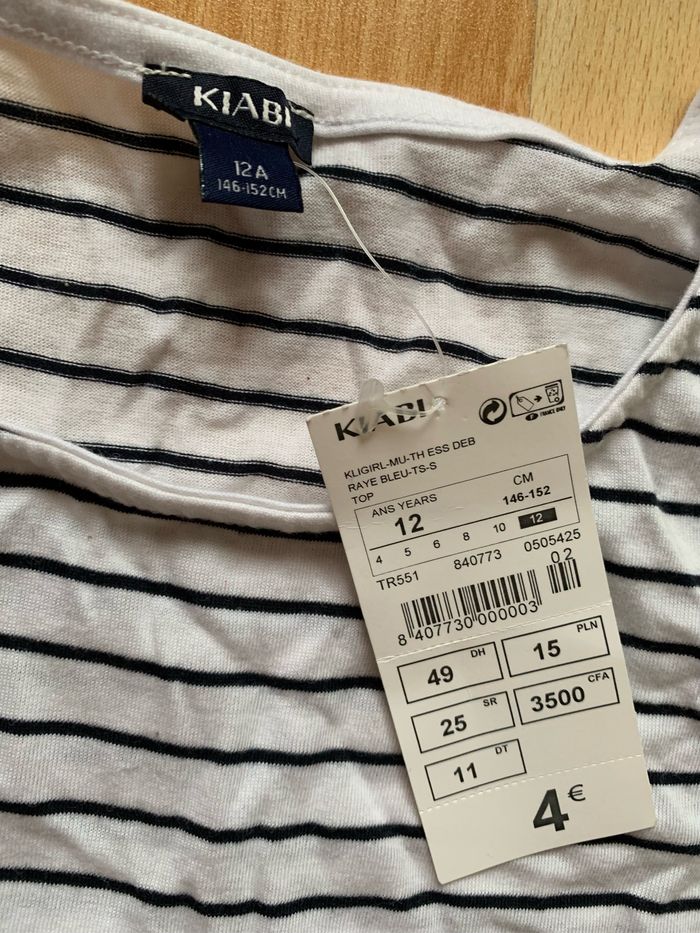 KIABI
12A
146-152CM
KIABI
FRANCE ONLY
KLIGIRL-MU-TH ESS DEB
RAYE BLEU-TS-S
TOP
ANS YEARS
CM
12
146-152
4 5 6 8 10 12
TR551 840773 0505425
02
8 407730 000003
49 DH
15 PLN
25 SR
3500 CFA
11 DT
4€